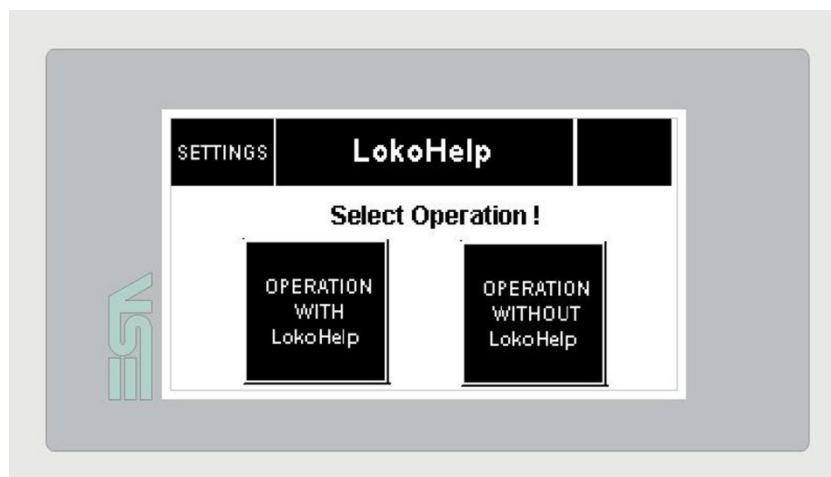 SETTINGS
LokoHelp
Select Operation !
OPERATION
WITH
LokoHelp
OPERATION
WITHOUT
LokoHelp